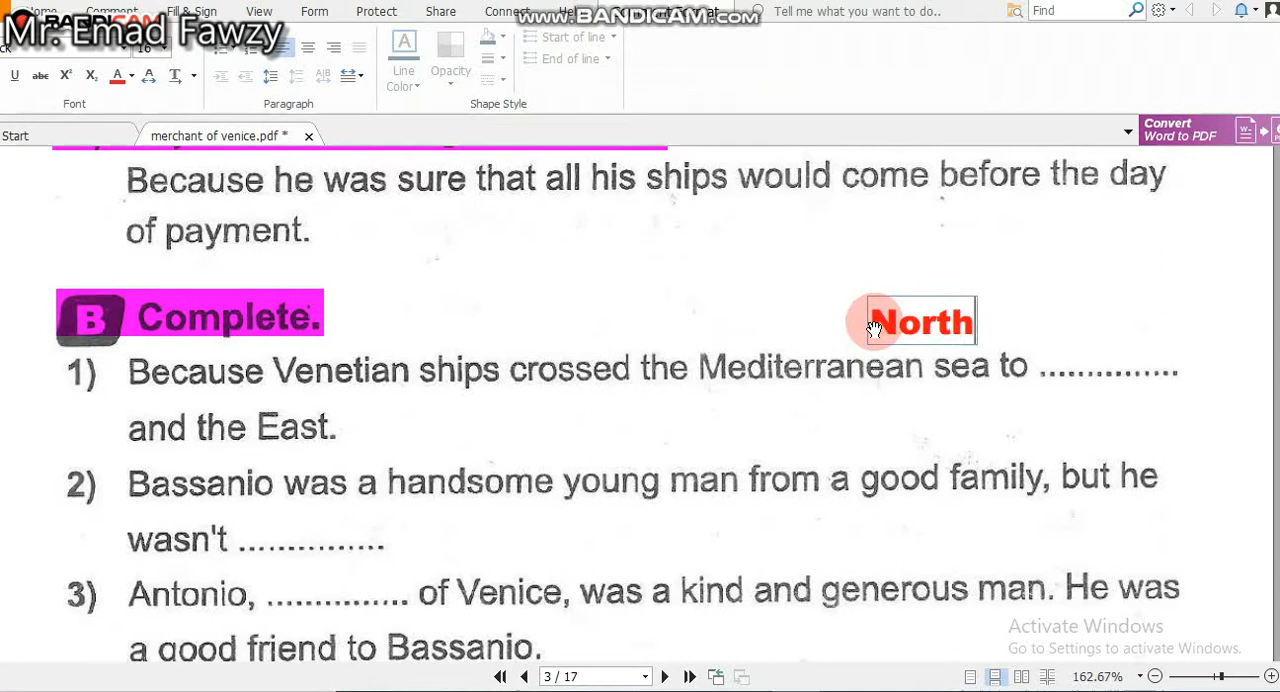 www.BANDICAM.com
Mr. Emad Fawzy
Fill & Sign View Form Protect Share Connect Tell me what you want to do.. Find
16
Start of line
End of line
Line Color
Opacity
Font Paragraph Shape Style
Start merchant of venice.pdf *
Convert
Word to PDF
Because he was sure that all his ships would come before the day
of payment.
B Complete.
North
1) Because Venetian ships crossed the Mediterranean sea to ...............
and the East.
2) Bassanio was a handsome young man from a good family, but he
wasn't ...............
3) Antonio, ............... of Venice, was a kind and generous man. He was
a good friend to Bassanio.
Activate Windows
Go to Settings to activate Windows.
3 / 17
162.67%